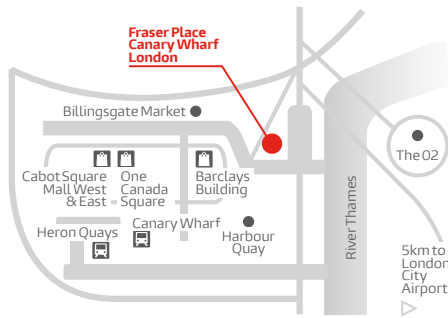 Fraser Place
Canary Wharf
London
Billingsgate Market
The 02
Cabot Square
Mall West
& East
One
Canada
Square
Barclays
Building
Heron Quays
Canary Wharf
Harbour
Quay
River Thames
5km to
London
City
Airport